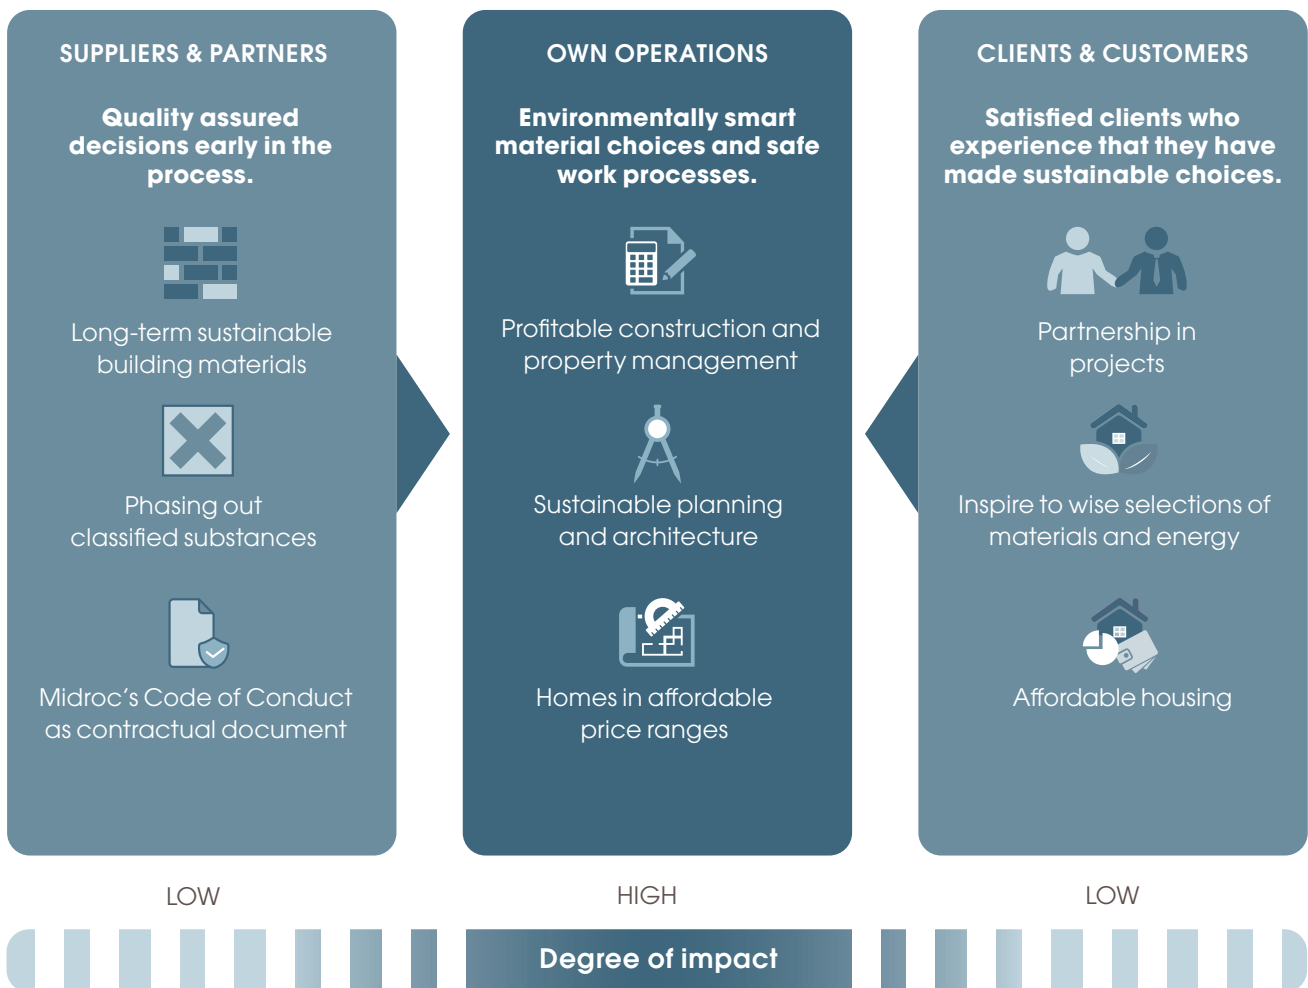 SUPPLIERS & PARTNERS
Quality assured
decisions early in the
process.
Long-term sustainable
building materials
Phasing out
classified substances
Midroc’s Code of Conduct
as contractual document
OWN OPERATIONS
Environmentally smart
material choices and safe
work processes.
Profitable construction and
property management
Sustainable planning
and architecture
Homes in affordable
price ranges
CLIENTS & CUSTOMERS
Satisfied clients who
experience that they have
made sustainable choices.
Partnership in
projects
Inspire to wise selections of
materials and energy
Affordable housing
LOW
HIGH
LOW
Degree of impact